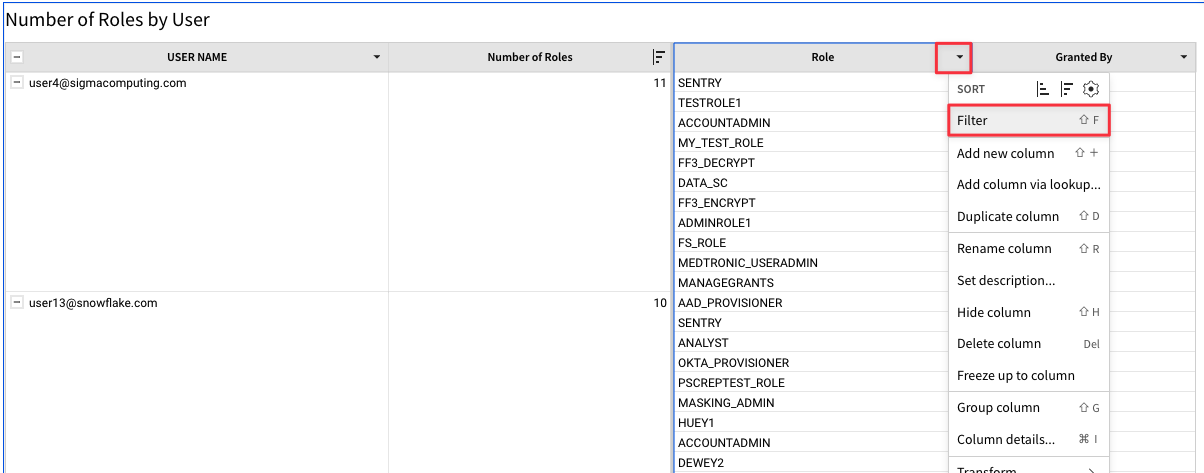 Number of Roles by User
USER NAME Number of Roles Role Granted By
user4@sigmacomputing.com 11 SENTRY
TESTROLE1
ACCOUNTADMIN
MY_TEST_ROLE
FF3_DECRYPT
DATA_SC
FF3_ENCRYPT
ADMINROLE1
FS_ROLE
MEDTRONIC_USERADMIN
MANAGEGRANTS
user13@snowflake.com 10 AAD_PROVISIONER
SENTRY
ANALYST
OKTA_PROVISIONER
PSCREPTEST_ROLE
MASKING_ADMIN
HUEY1
ACCOUNTADMIN
DEWEY2
SORT
Filter ⇧ F
Add new column ⇧ +
Add column via lookup...
Duplicate column ⇧ D
Rename column ⇧ R
Set description...
Hide column ⇧ H
Delete column Del
Freeze up to column
Group column ⇧ G
Column details... ⌘ I
Transform